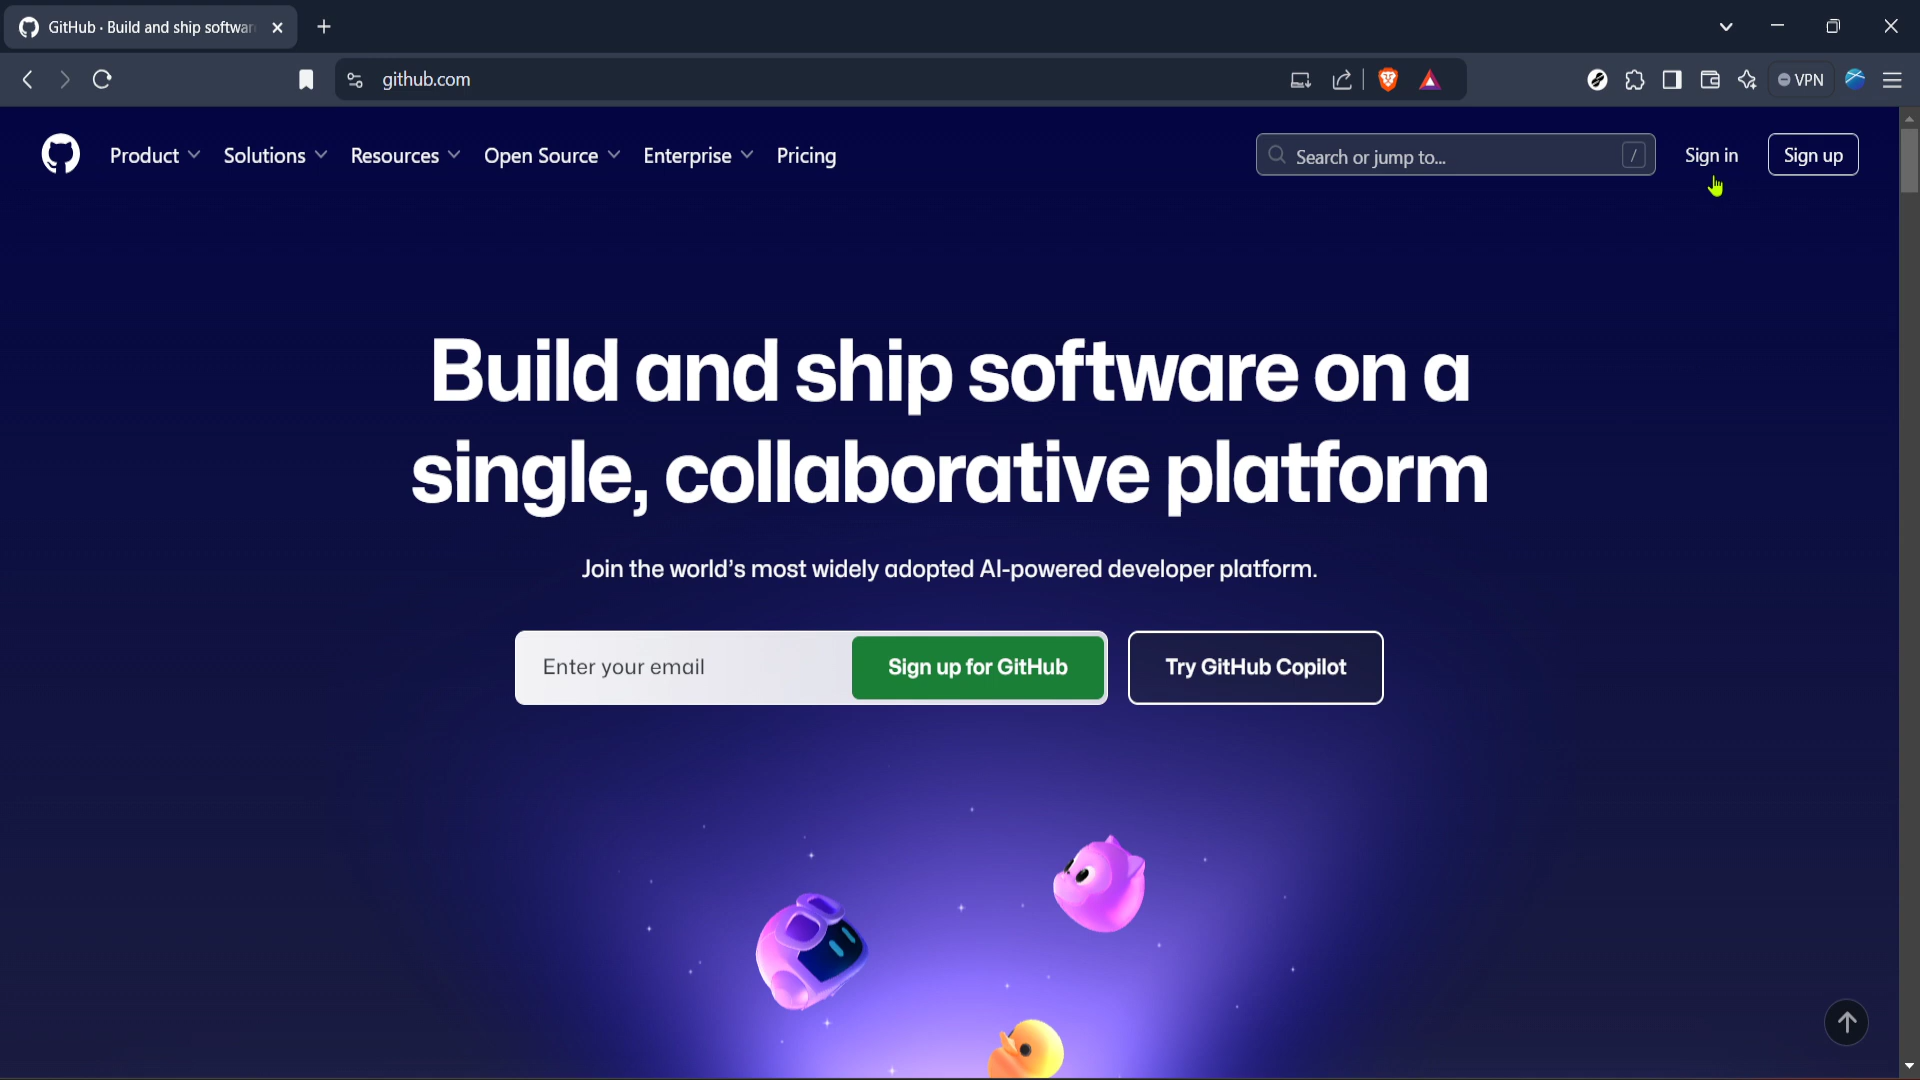 GitHub · Build and ship softwar
github.com
VPN
Product
Solutions
Resources
Open Source
Enterprise
Pricing
Search or jump to...
/
Sign in
Sign up
Build and ship software on a
single, collaborative platform
Join the world's most widely adopted AI-powered developer platform.
Enter your email
Sign up for GitHub
Try GitHub Copilot